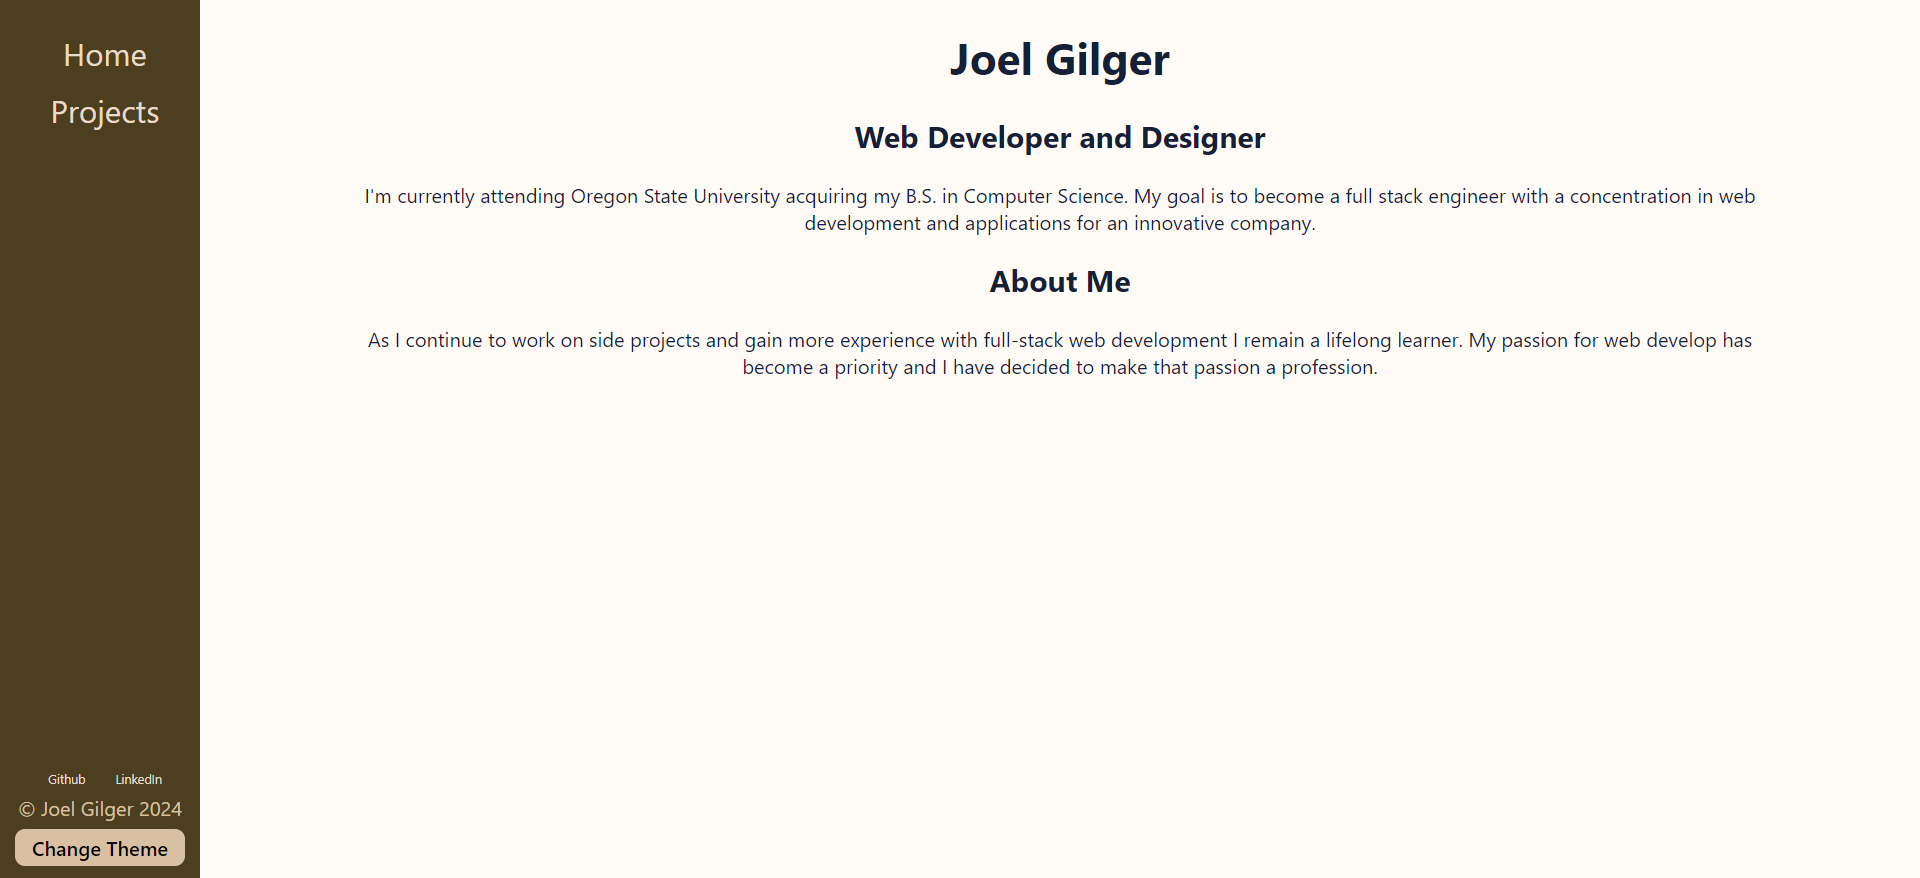 Home
Projects
Joel Gilger
Web Developer and Designer
I'm currently attending Oregon State University acquiring my B.S. in Computer Science. My goal is to become a full stack engineer with a concentration in web
development and applications for an innovative company.
About Me
As I continue to work on side projects and gain more experience with full-stack web development I remain a lifelong learner. My passion for web develop has
become a priority and I have decided to make that passion a profession.
Github LinkedIn
© Joel Gilger 2024
Change Theme